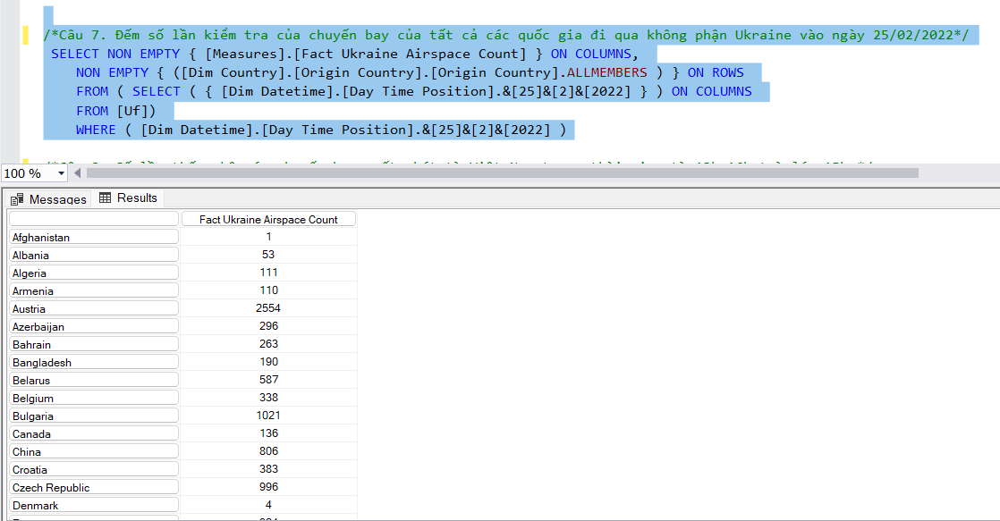 /*Câu 7. Đếm số lần kiểm tra của chuyến bay của tất cả các quốc gia đi qua không phận Ukraine vào ngày 25/02/2022*/
SELECT NON EMPTY { [Measures].[Fact Ukraine Airspace Count] } ON COLUMNS,
NON EMPTY { ([Dim Country].[Origin Country].[Origin Country].ALLMEMBERS ) } ON ROWS
FROM ( SELECT ( { [Dim Datetime].[Day Time Position].&[25]&[2]&[2022] } ) ON COLUMNS
FROM [Uf])
WHERE ( [Dim Datetime].[Day Time Position].&[25]&[2]&[2022] )
100 %
Messages Results
Fact Ukraine Airspace Count
Afghanistan 1
Albania 53
Algeria 111
Armenia 110
Austria 2554
Azerbaijan 296
Bahrain 263
Bangladesh 190
Belarus 587
Belgium 338
Bulgaria 1021
Canada 136
China 806
Croatia 383
Czech Republic 996
Denmark 4